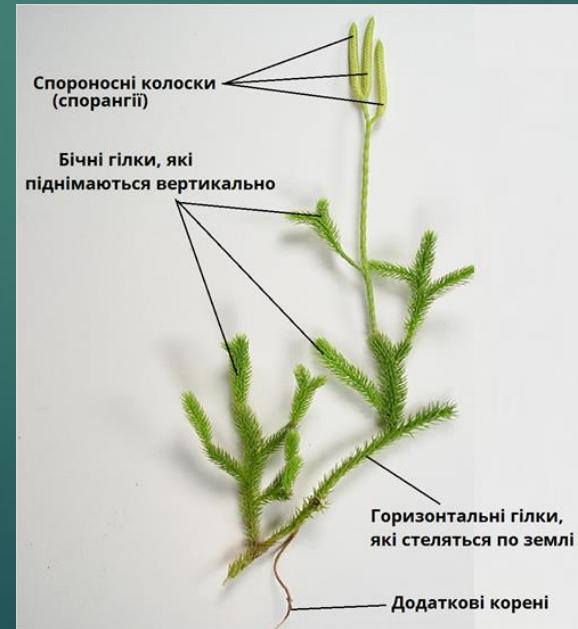 Спороносні колоски
(спорангії)
Бічні гілки, які
піднімаються вертикально
Горизонтальні гілки,
які стеляться по землі
Додаткові корені